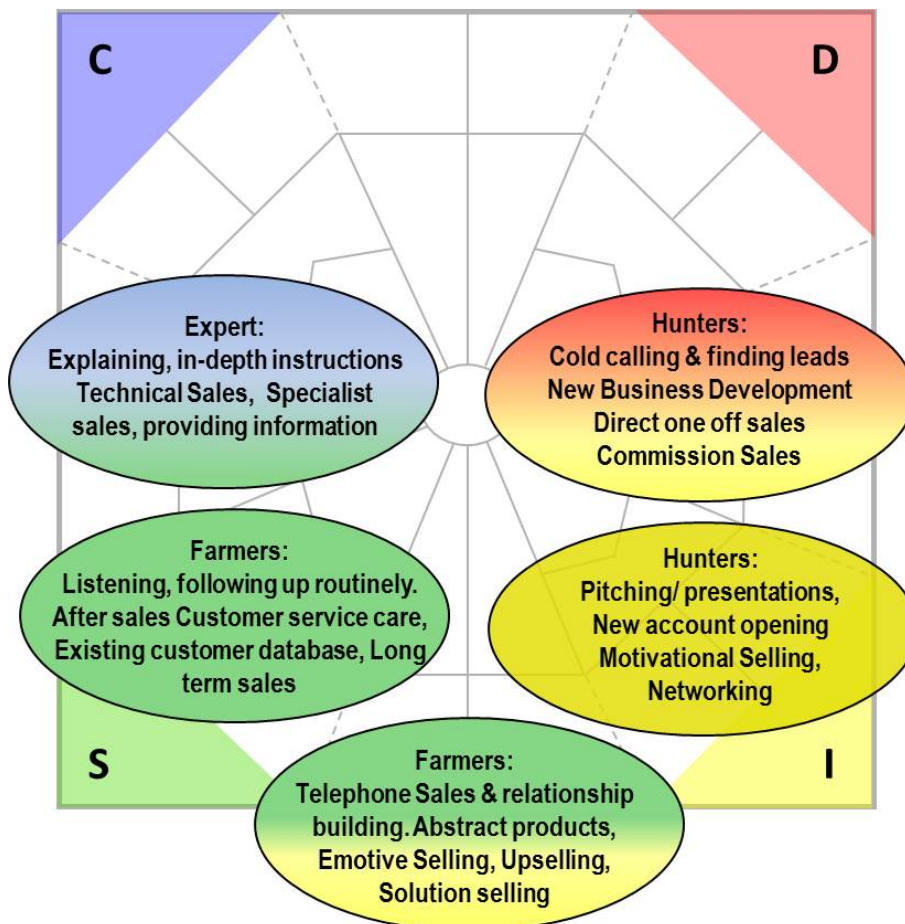 C
D
Expert:
Explaining, in-depth instructions
Technical Sales,  Specialist
sales, providing information
Hunters:
Cold calling & finding leads
New Business Development
Direct one off sales
Commission Sales
Farmers:
Listening, following up routinely.
After sales Customer service care,
Existing customer database, Long
term sales
Hunters:
Pitching/ presentations,
New account opening
Motivational Selling,
Networking
S
I
Farmers:
Telephone Sales & relationship
building. Abstract products,
Emotive Selling, Upselling,
Solution selling